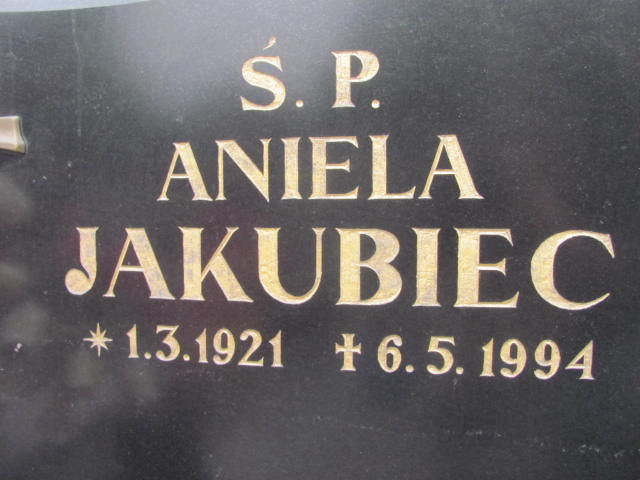 Ś. P.
ANIELA
JAKUBIEC
* 1.3.1921 ✝ 6.5.1994